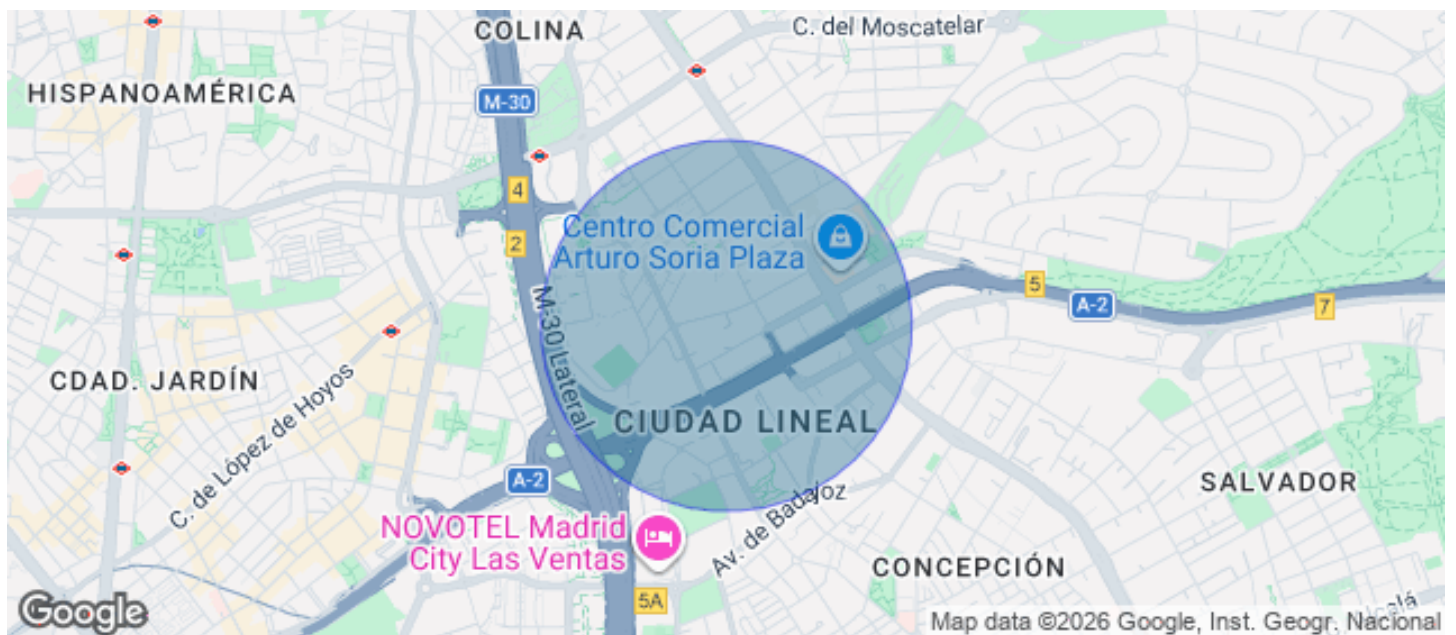 COLINA
C. del Moscatelar
HISPANOAMÉRICA
M-30
4
Centro Comercial
Arturo Soria Plaza
2
5
A-2
7
M-30 Lateral
CDAD. JARDÍN
C. de López de Hoyos
CIUDAD LINEAL
A-2
SALVADOR
Av. de Badajoz
NOVOTEL Madrid
City Las Ventas
CONCEPCIÓN
5A
Google
Map data ©2026 Google, Inst. Geogr. Nacional